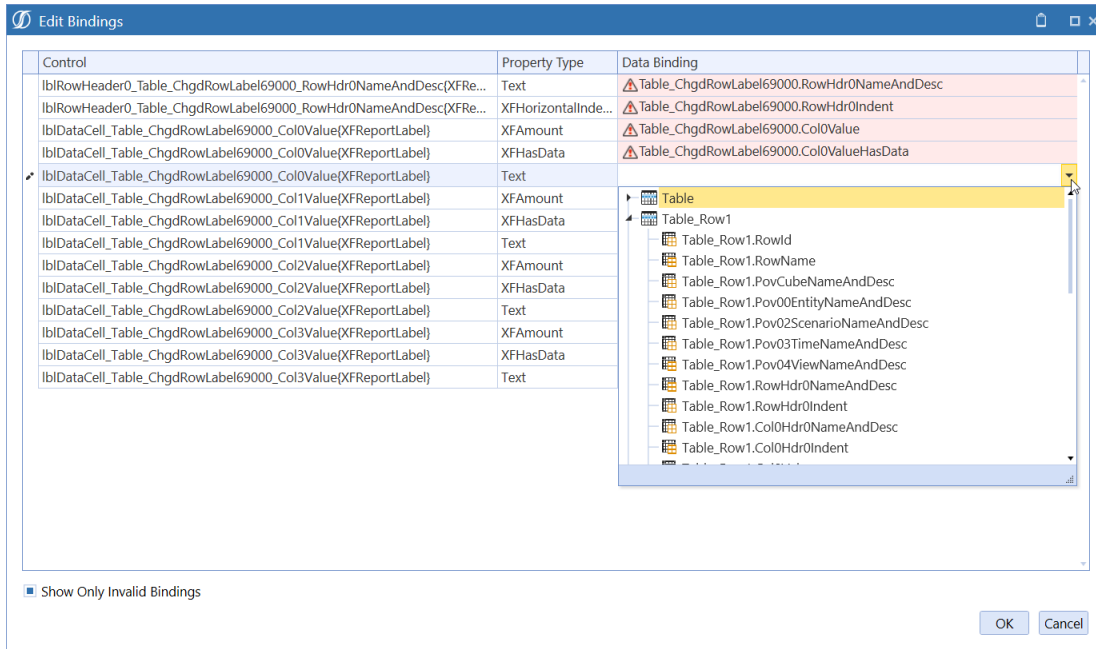 Edit Bindings
Control Property Type Data Binding
lblRowHeader0_Table_ChgdRowLabel69000_RowHdr0NameAndDesc{XFRe... Text Table_ChgdRowLabel69000.RowHdr0NameAndDesc
lblRowHeader0_Table_ChgdRowLabel69000_RowHdr0NameAndDesc{XFRe... XFHorizontalInde... Table_ChgdRowLabel69000.RowHdr0Indent
lblDataCell_Table_ChgdRowLabel69000_Col0Value{XFReportLabel} XFAmount Table_ChgdRowLabel69000.Col0Value
lblDataCell_Table_ChgdRowLabel69000_Col0Value{XFReportLabel} XFHasData Table_ChgdRowLabel69000.Col0ValueHasData
lblDataCell_Table_ChgdRowLabel69000_Col0Value{XFReportLabel} Text
lblDataCell_Table_ChgdRowLabel69000_Col1Value{XFReportLabel} XFAmount Table
lblDataCell_Table_ChgdRowLabel69000_Col1Value{XFReportLabel} XFHasData Table_Row1
lblDataCell_Table_ChgdRowLabel69000_Col1Value{XFReportLabel} Text Table_Row1.RowId
lblDataCell_Table_ChgdRowLabel69000_Col2Value{XFReportLabel} XFAmount Table_Row1.RowName
lblDataCell_Table_ChgdRowLabel69000_Col2Value{XFReportLabel} XFHasData Table_Row1.PovCubeNameAndDesc
lblDataCell_Table_ChgdRowLabel69000_Col2Value{XFReportLabel} Text Table_Row1.Pov00EntityNameAndDesc
lblDataCell_Table_ChgdRowLabel69000_Col3Value{XFReportLabel} XFAmount Table_Row1.Pov02ScenarioNameAndDesc
lblDataCell_Table_ChgdRowLabel69000_Col3Value{XFReportLabel} XFHasData Table_Row1.Pov03TimeNameAndDesc
lblDataCell_Table_ChgdRowLabel69000_Col3Value{XFReportLabel} Text Table_Row1.Pov04ViewNameAndDesc
Table_Row1.RowHdr0NameAndDesc
Table_Row1.RowHdr0Indent
Table_Row1.Col0Hdr0NameAndDesc
Table_Row1.Col0Hdr0Indent
Show Only Invalid Bindings
OK Cancel